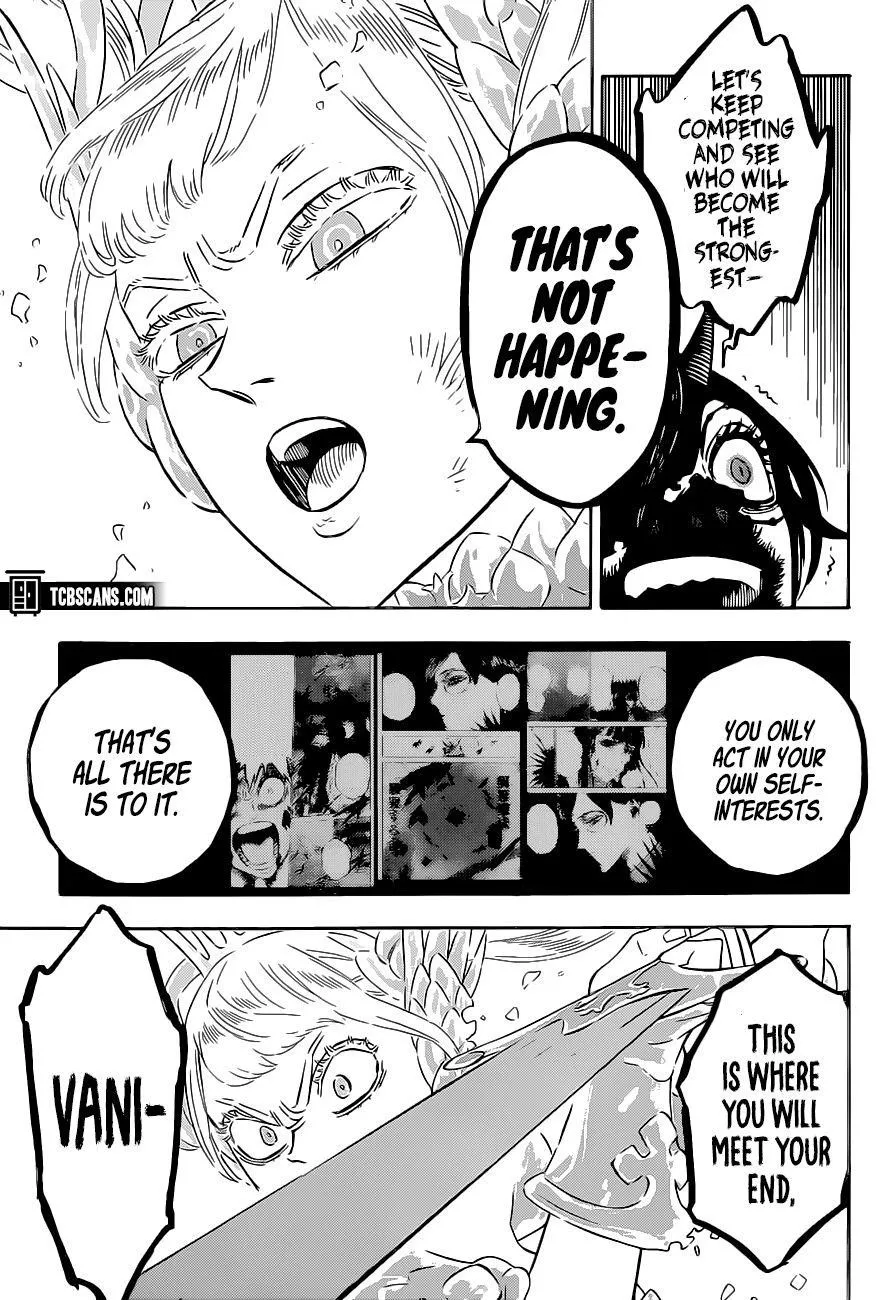 LET'S
KEEP
COMPETING
AND SEE
WHO WILL
BECOME
THE
STRONG-
EST—
THAT'S
NOT
HAPPE-
NING.
TCBSCANS.COM
YOU ONLY
ACT IN YOUR
OWN SELF-
INTERESTS.
THAT'S
ALL THERE
IS TO IT.
THIS
IS WHERE
YOU WILL
MEET YOUR
END,
VANI-